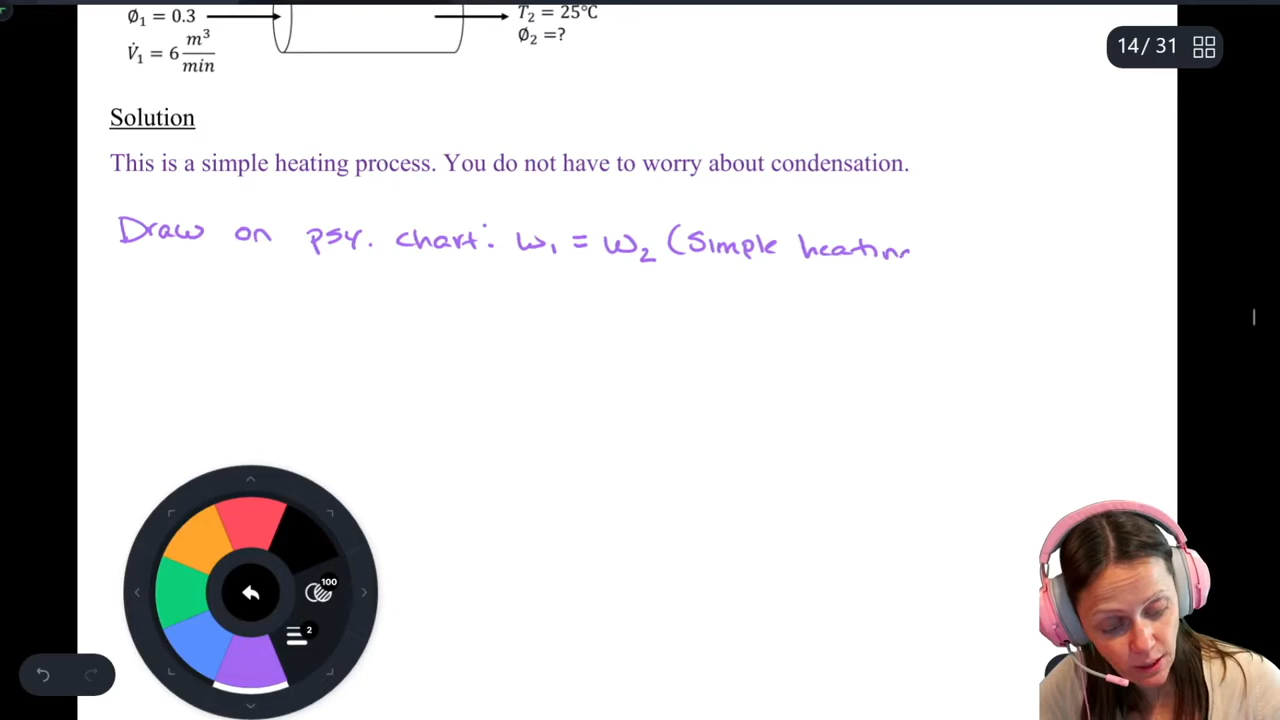 Ø₁ = 0.3
T₂ = 25°C
Ø₂ =?
V̇₁ = 6 m³/min
14/ 31
Solution
This is a simple heating process. You do not have to worry about condensation.
Draw on psy. chart: ω₁ = ω₂ (Simple heating
100
2